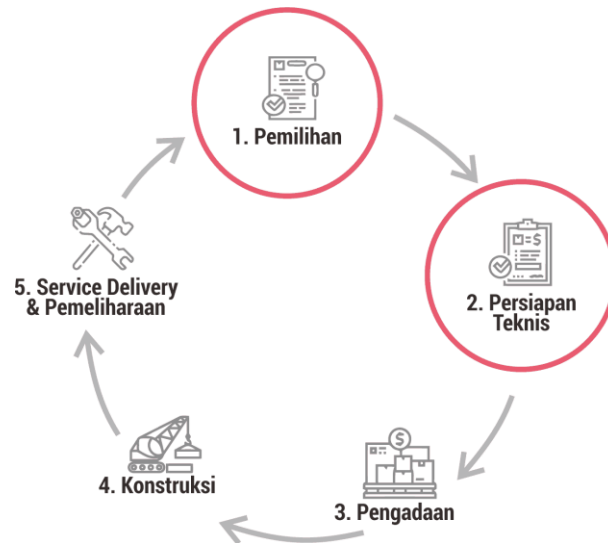 1. Pemilihan
2. Persiapan
Teknis
3. Pengadaan
4. Konstruksi
5. Service Delivery
& Pemeliharaan